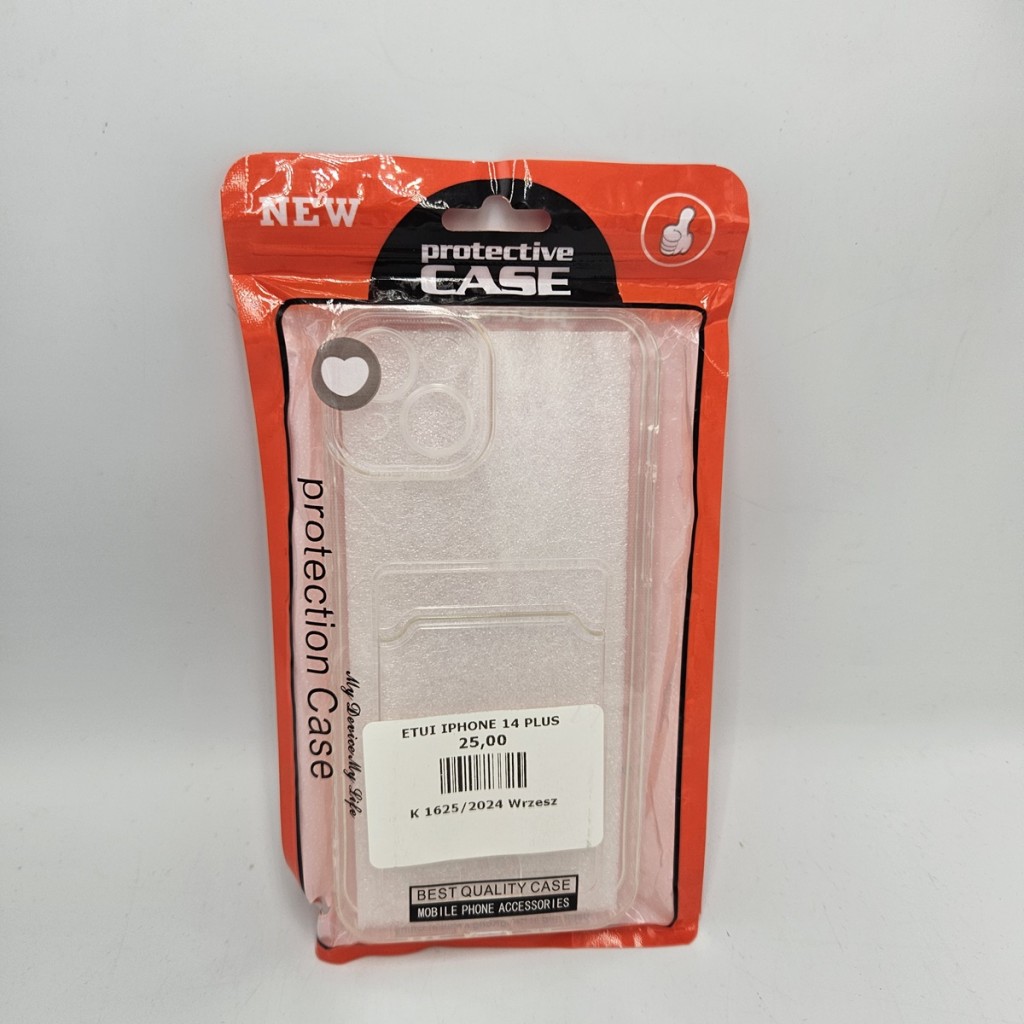 NEW
protective
CASE
protection Case
My Device My Life
ETUI IPHONE 14 PLUS
25,00
K 1625/2024 Wrzesz
BEST QUALITY CASE
MOBILE PHONE ACCESSORIES